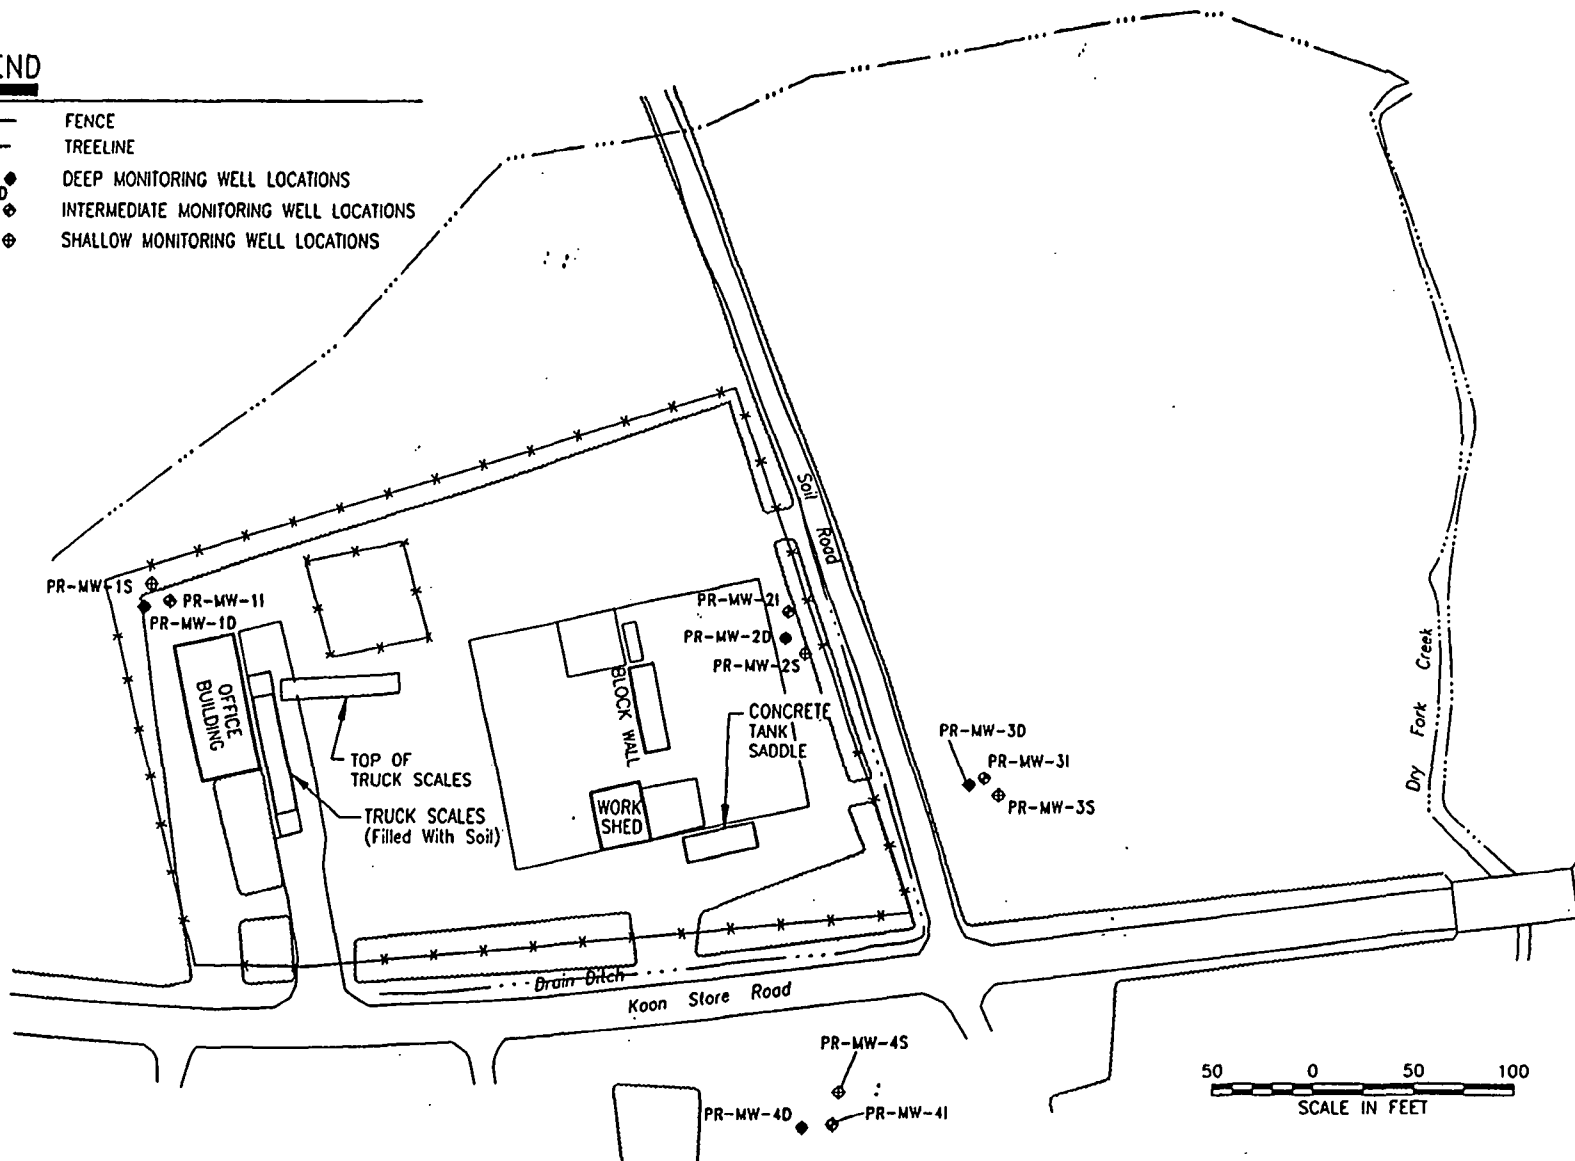 END
FENCE
TREELINE
DEEP MONITORING WELL LOCATIONS
D
INTERMEDIATE MONITORING WELL LOCATIONS
SHALLOW MONITORING WELL LOCATIONS
Soil Road
PR-MW-1S
PR-MW-1I
PR-MW-1D
OFFICE
BUILDING
TOP OF
TRUCK SCALES
TRUCK SCALES
(Filled With Soil)
BLOCK WALL
WORK
SHED
PR-MW-2I
PR-MW-2D
PR-MW-2S
CONCRETE
TANK
SADDLE
PR-MW-3D
PR-MW-3I
PR-MW-3S
Dry Fork Creek
Drain Ditch
Koon Store Road
PR-MW-4S
PR-MW-4D
PR-MW-4I
50 0 50 100
SCALE IN FEET